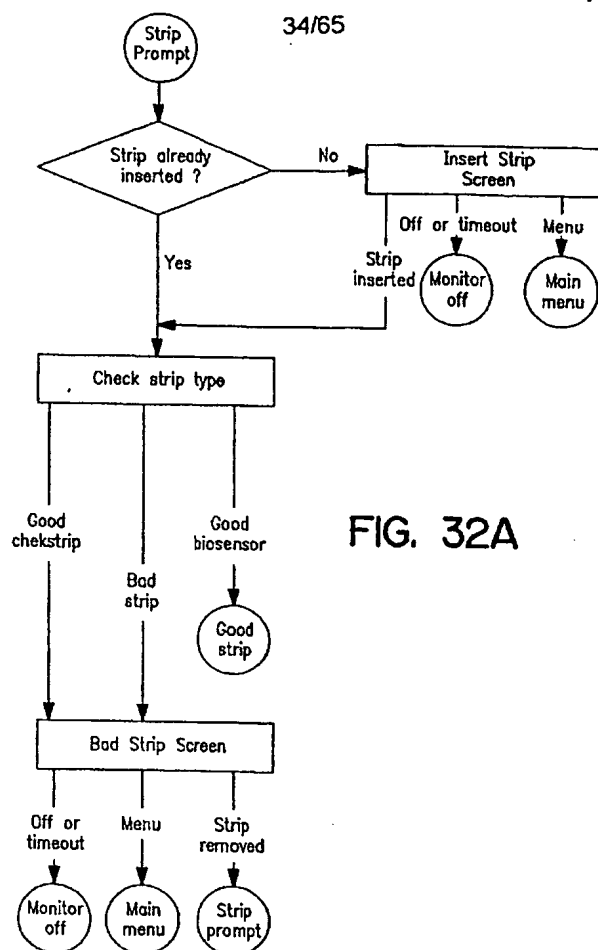 34/65
Strip
Prompt
Strip already
inserted ?
No
Insert Strip
Screen
Off or timeout
Menu
Strip
inserted
Monitor
off
Main
menu
Yes
Check strip type
Good
chekstrip
Bad
strip
Good
biosensor
Good
strip
FIG. 32A
Bad Strip Screen
Off or
timeout
Menu
Strip
removed
Monitor
off
Main
menu
Strip
prompt